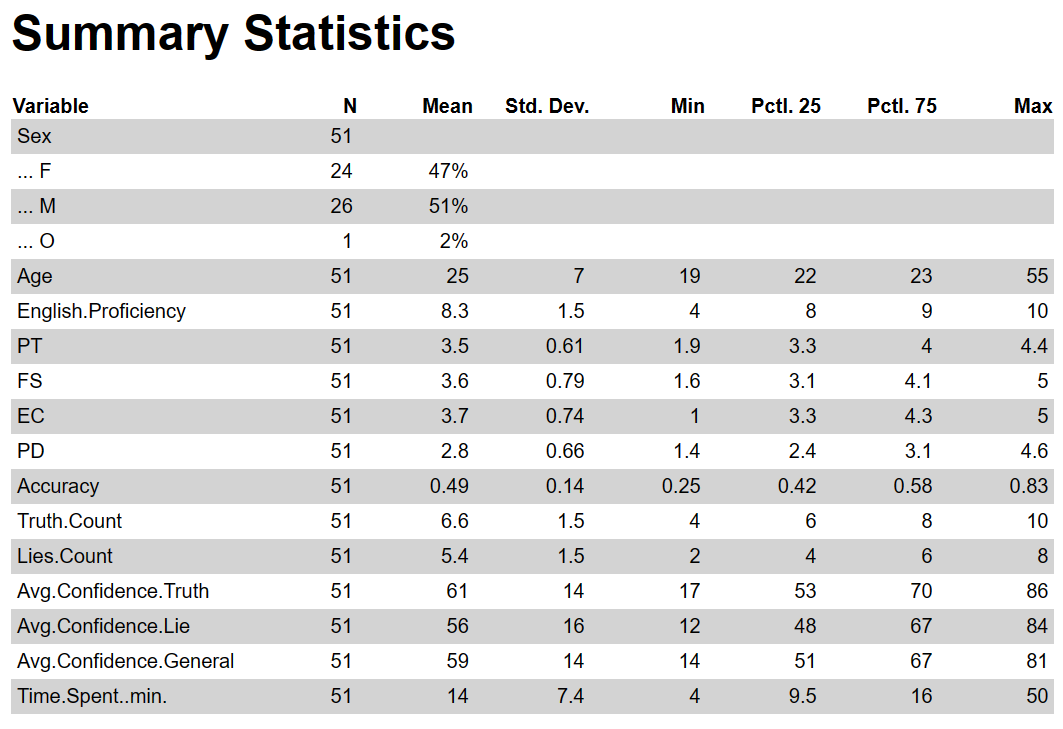 Summary Statistics
Variable N Mean Std. Dev. Min Pctl. 25 Pctl. 75 Max
Sex 51
... F 24 47%
... M 26 51%
... O 1 2%
Age 51 25 7 19 22 23 55
English.Proficiency 51 8.3 1.5 4 8 9 10
PT 51 3.5 0.61 1.9 3.3 4 4.4
FS 51 3.6 0.79 1.6 3.1 4.1 5
EC 51 3.7 0.74 1 3.3 4.3 5
PD 51 2.8 0.66 1.4 2.4 3.1 4.6
Accuracy 51 0.49 0.14 0.25 0.42 0.58 0.83
Truth.Count 51 6.6 1.5 4 6 8 10
Lies.Count 51 5.4 1.5 2 4 6 8
Avg.Confidence.Truth 51 61 14 17 53 70 86
Avg.Confidence.Lie 51 56 16 12 48 67 84
Avg.Confidence.General 51 59 14 14 51 67 81
Time.Spent..min. 51 14 7.4 4 9.5 16 50